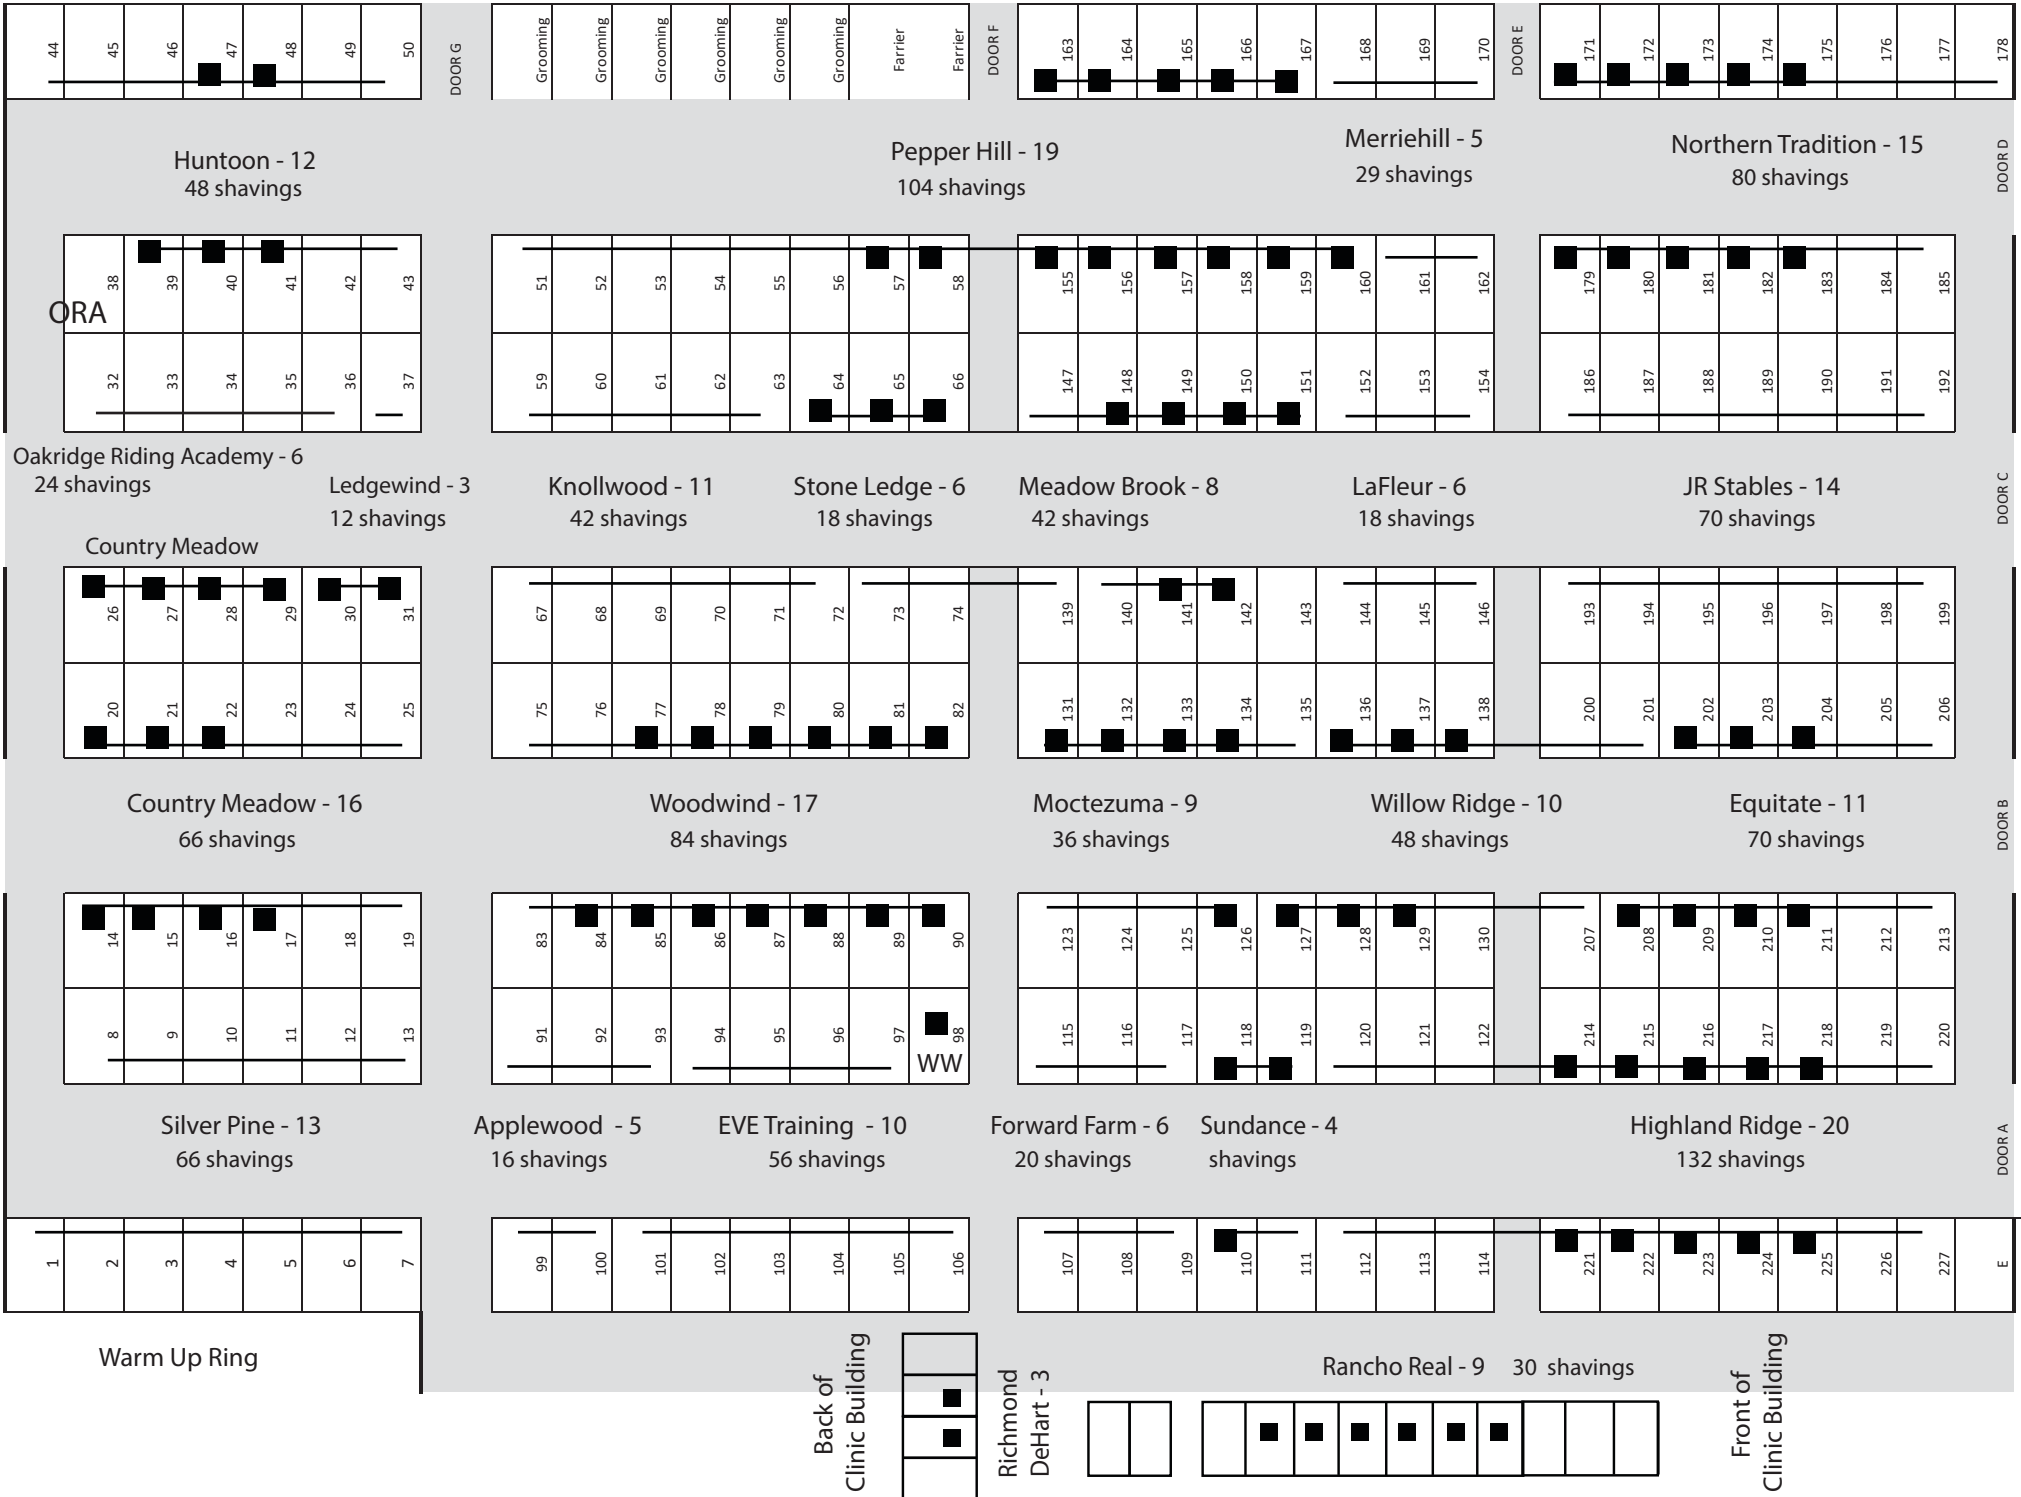 44 45 46 47 48 49 50 DOOR G Grooming Grooming Grooming Grooming Grooming Grooming Farrier Farrier DOOR F 163 164 165 166 167 168 169 170 DOOR E 171 172 173 174 175 176 177 178
Huntoon - 12
48 shavings
Pepper Hill - 19
104 shavings
Merriehill - 5
29 shavings
Northern Tradition - 15
80 shavings
DOOR D
38 39 40 41 42 43 51 52 53 54 55 56 57 58 155 156 157 158 159 160 161 162 179 180 181 182 183 184 185
ORA
32 33 34 35 36 37 59 60 61 62 63 64 65 66 147 148 149 150 151 152 153 154 186 187 188 189 190 191 192
Oakridge Riding Academy - 6
24 shavings
Ledgewind - 3
12 shavings
Knollwood - 11
42 shavings
Stone Ledge - 6
18 shavings
Meadow Brook - 8
42 shavings
LaFleur - 6
18 shavings
JR Stables - 14
70 shavings
DOOR C
Country Meadow
26 27 28 29 30 31 67 68 69 70 71 72 73 74 139 140 141 142 143 144 145 146 193 194 195 196 197 198 199
20 21 22 23 24 25 75 76 77 78 79 80 81 82 131 132 133 134 135 136 137 138 200 201 202 203 204 205 206
Country Meadow - 16
66 shavings
Woodwind - 17
84 shavings
Moctezuma - 9
36 shavings
Willow Ridge - 10
48 shavings
Equitate - 11
70 shavings
DOOR B
14 15 16 17 18 19 83 84 85 86 87 88 89 90 123 124 125 126 127 128 129 130 207 208 209 210 211 212 213
8 9 10 11 12 13 91 92 93 94 95 96 97 98 115 116 117 118 119 120 121 122 214 215 216 217 218 219 220
WW
Silver Pine - 13
66 shavings
Applewood - 5
16 shavings
EVE Training - 10
56 shavings
Forward Farm - 6
20 shavings
Sundance - 4
shavings
Highland Ridge - 20
132 shavings
DOOR A
1 2 3 4 5 6 7 99 100 101 102 103 104 105 106 107 108 109 110 111 112 113 114 221 222 223 224 225 226 227 E
Warm Up Ring
Back of
Clinic Building
Richmond
DeHart - 3
Rancho Real - 9 30 shavings
Front of
Clinic Building